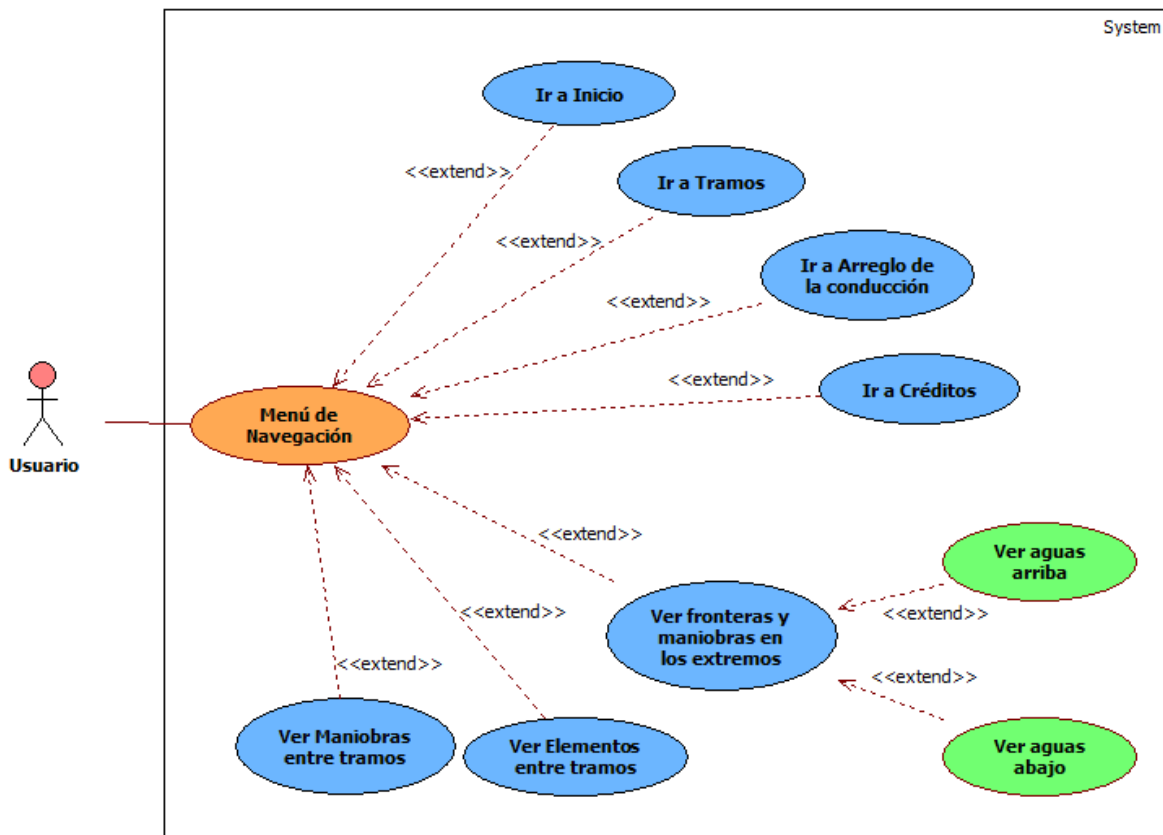 System
Ir a Inicio
<<extend>>
Ir a Tramos
<<extend>>
Ir a Arreglo de
la conducción
<<extend>>
<<extend>>
Ir a Créditos
Menú de
Navegación
Usuario
<<extend>>
Ver aguas
arriba
<<extend>>
<<extend>>
Ver fronteras y
maniobras en
los extremos
<<extend>>
<<extend>>
Ver Maniobras
entre tramos
Ver Elementos
entre tramos
Ver aguas
abajo